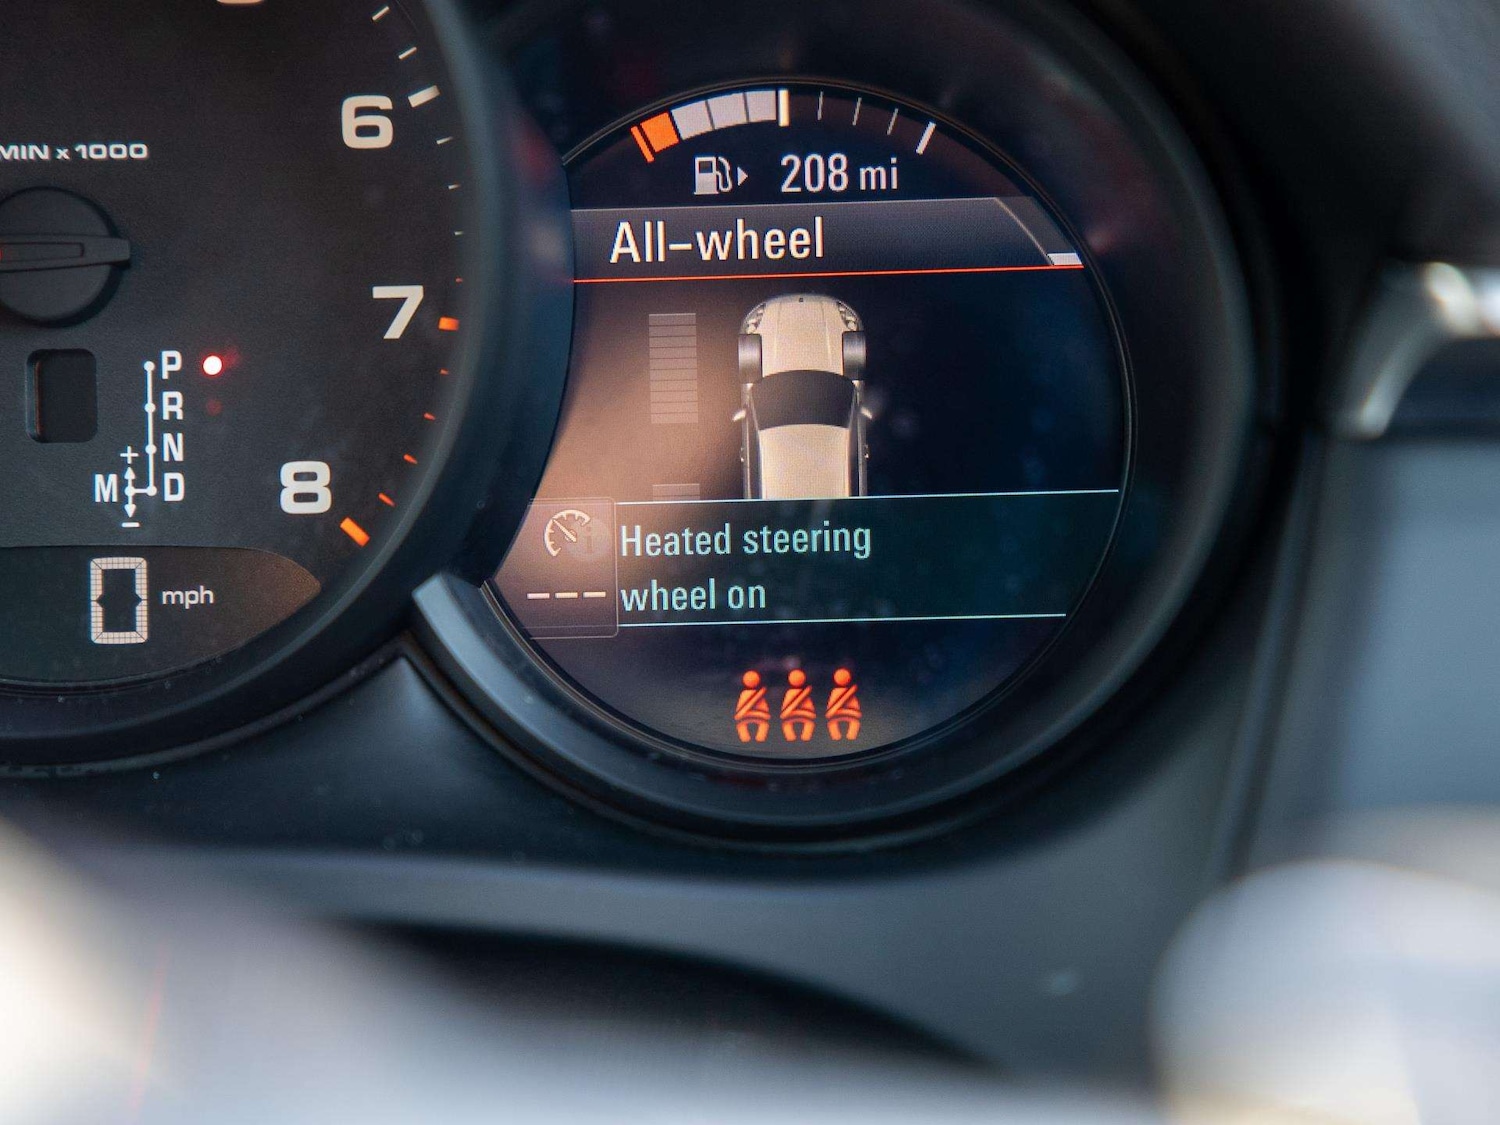 6
MIN x 1000
7
8
P
R
N
M D
+
−
0 mph
208 mi
All-wheel
Heated steering
wheel on
---